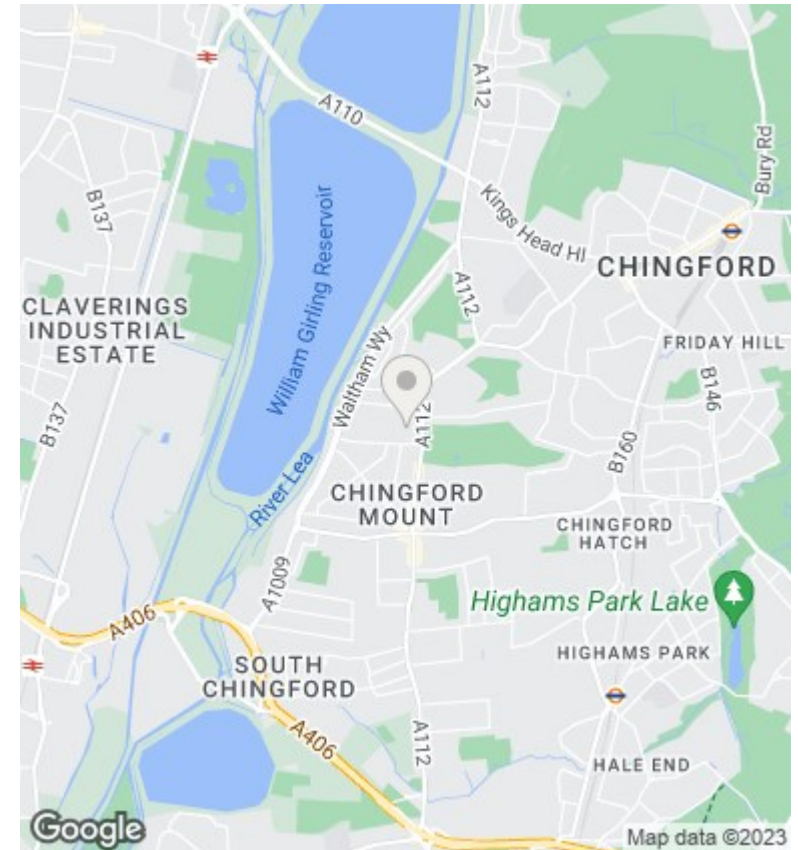 A110
A112
Bury Rd
B137
Kings Head Hl
CHINGFORD
William Girling Reservoir
A112
CLAVERINGS
INDUSTRIAL
ESTATE
Waltham Wy
FRIDAY HILL
B146
B137
A112
B160
River Lea
CHINGFORD
MOUNT
CHINGFORD
HATCH
A1009
Highams Park Lake
A406
HIGHAMS PARK
SOUTH
CHINGFORD
A406
A112
HALE END
Google
Map data ©2023